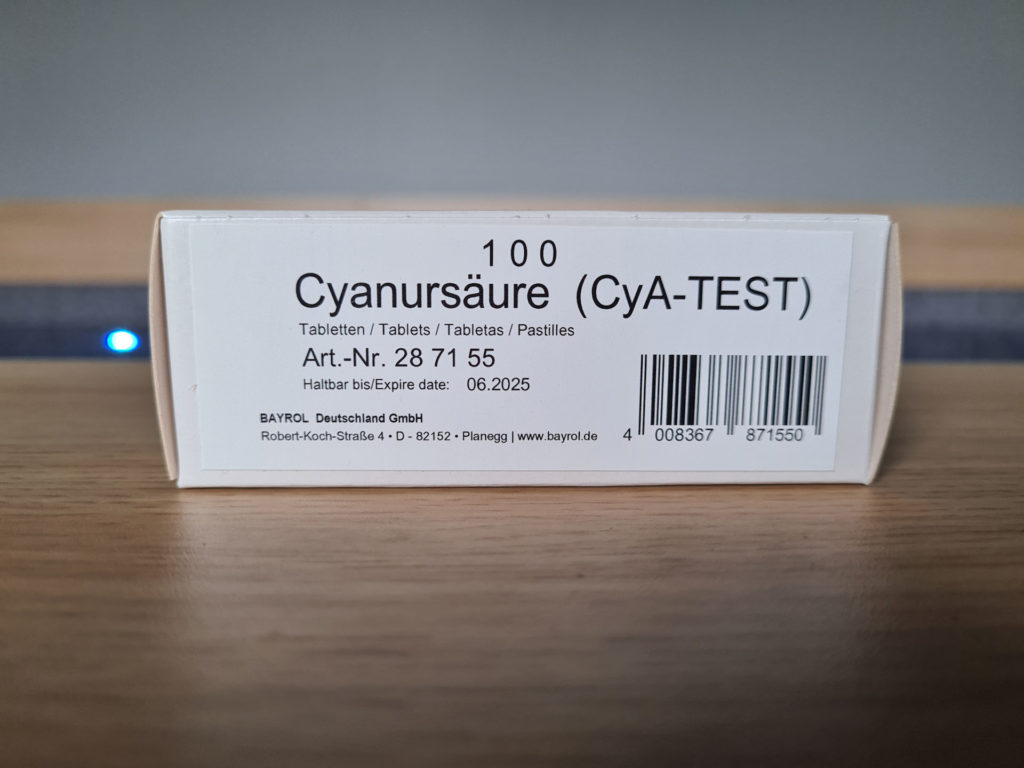 100
Cyanursäure (CyA-TEST)
Tabletten / Tablets / Tabletas / Pastilles
Art.-Nr. 28 71 55
Haltbar bis/Expire date: 06.2025
BAYROL Deutschland GmbH
Robert-Koch-Straße 4 • D - 82152 • Planegg | www.bayrol.de
4 008367 871550